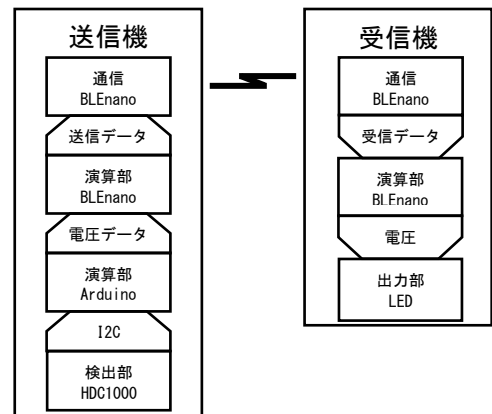 送信機
通信
BLEnano
送信データ
演算部
BLEnano
電圧データ
演算部
Arduino
I2C
検出部
HDC1000
受信機
通信
BLEnano
受信データ
演算部
BLEnano
電圧
出力部
LED